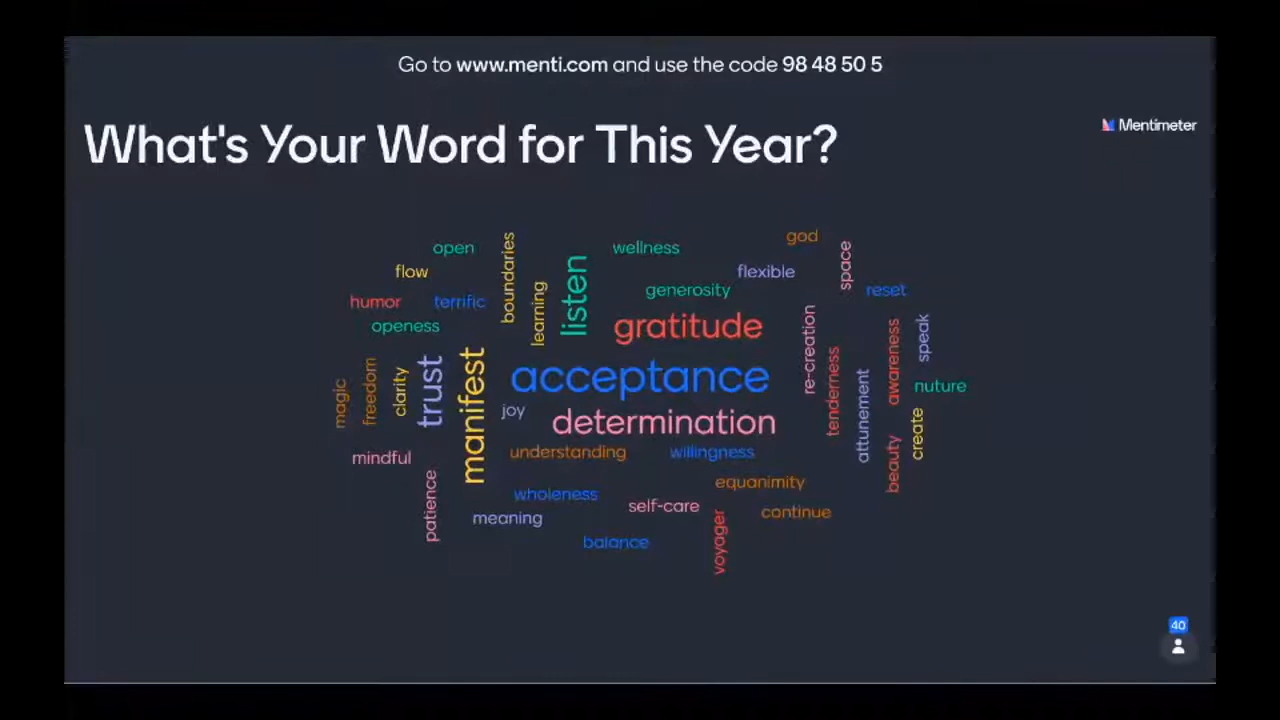 Go to www.menti.com and use the code 98 48 50 5
Mentimeter
What's Your Word for This Year?
god
open
boundaries
wellness
space
flow
listen
flexible
humor
terrific
learning
generosity
reset
openess
gratitude
re-creation
awareness
speak
magic
freedom
clarity
trust
manifest
acceptance
tenderness
attunement
nuture
joy
determination
create
mindful
understanding
willingness
beauty
patience
wholeness
equanimity
meaning
self-care
voyager
continue
balance
40